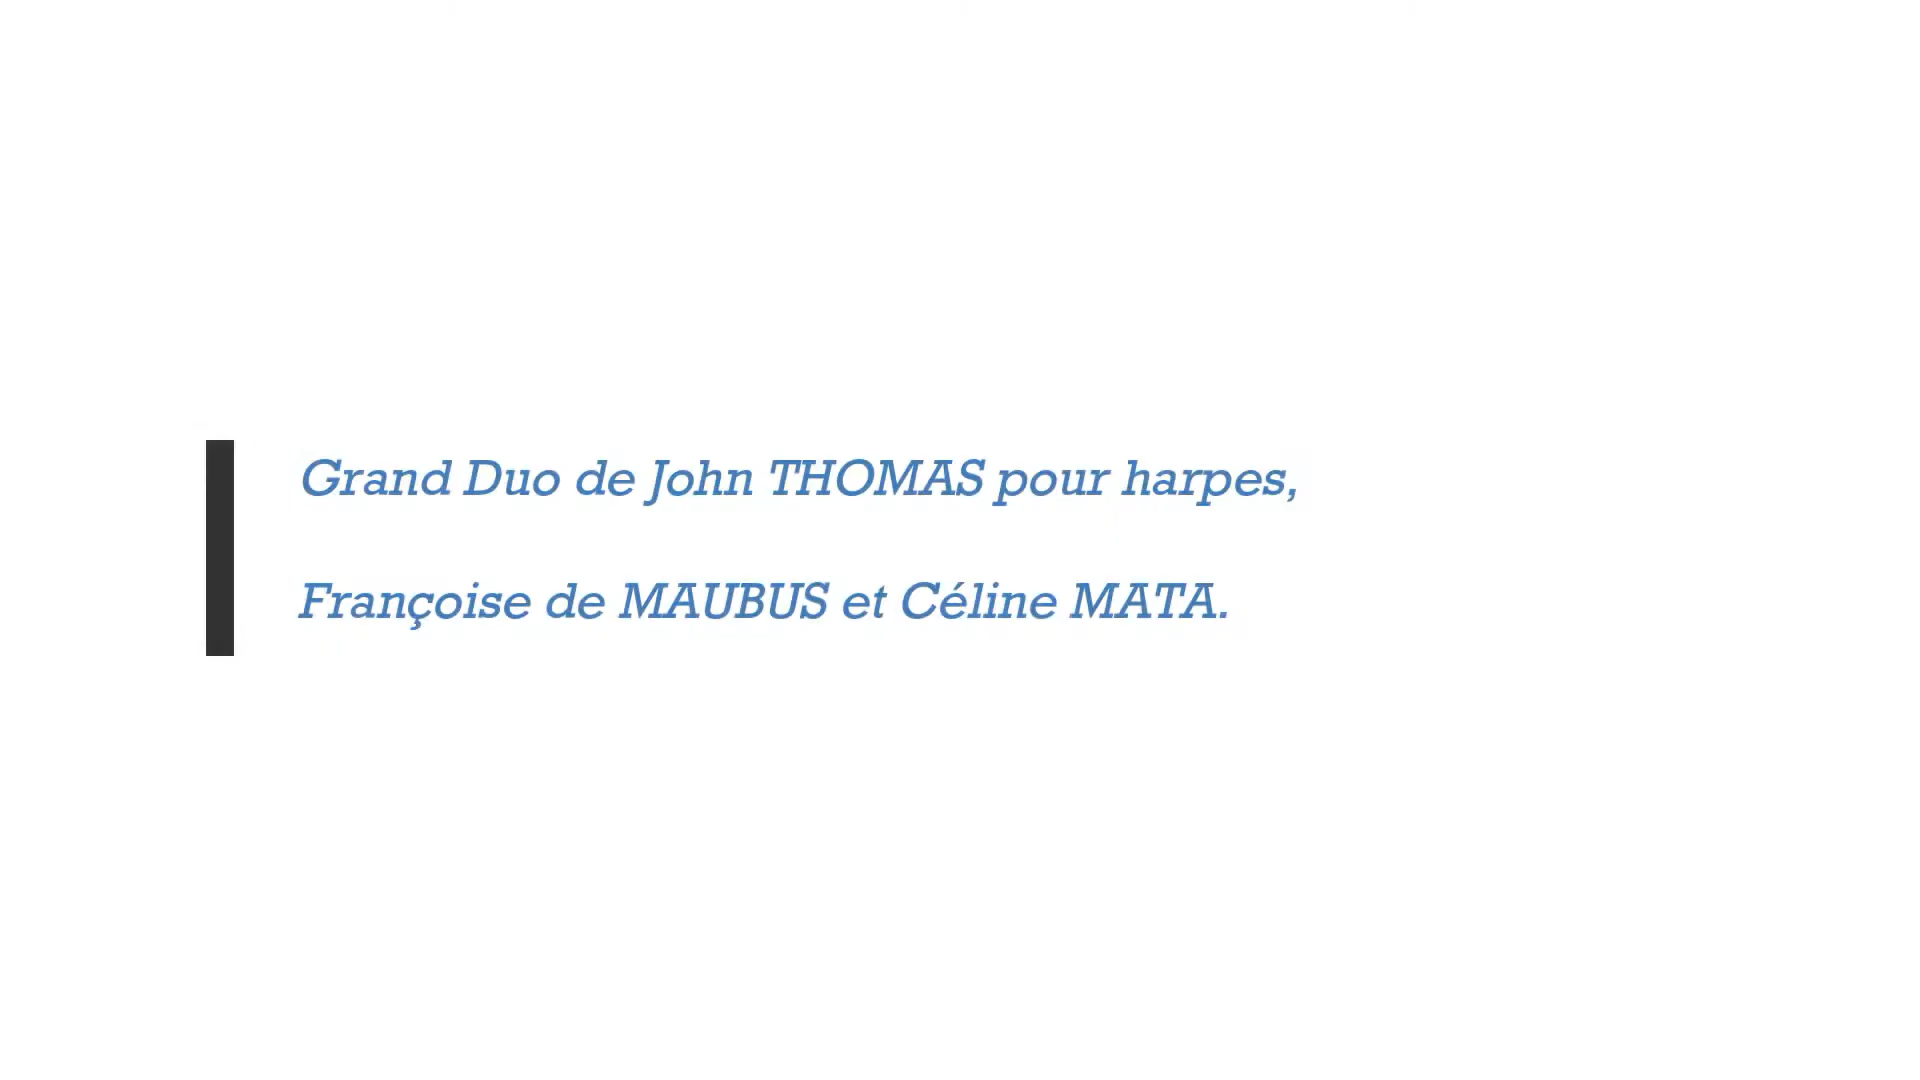 Grand Duo de John THOMAS pour harpes,
Françoise de MAUBUS et Céline MATA.